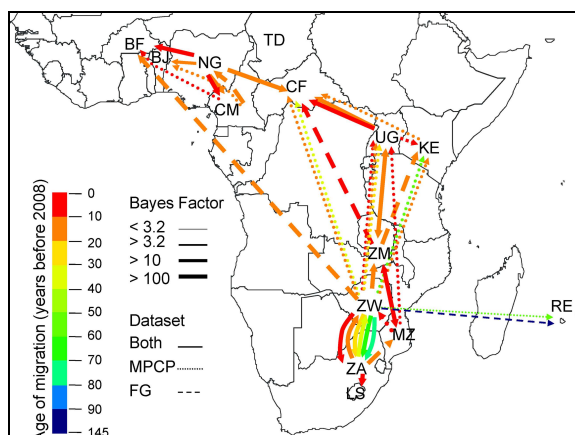 BF
BJ
NG
TD
CM
CF
UG
KE
ZM
ZW
MZ
RE
ZA
LS
Age of migration (years before 2008)
0
10
20
30
40
50
60
70
80
90
145
Bayes Factor
< 3.2
> 3.2
> 10
> 100
Dataset
Both
MPCP
FG